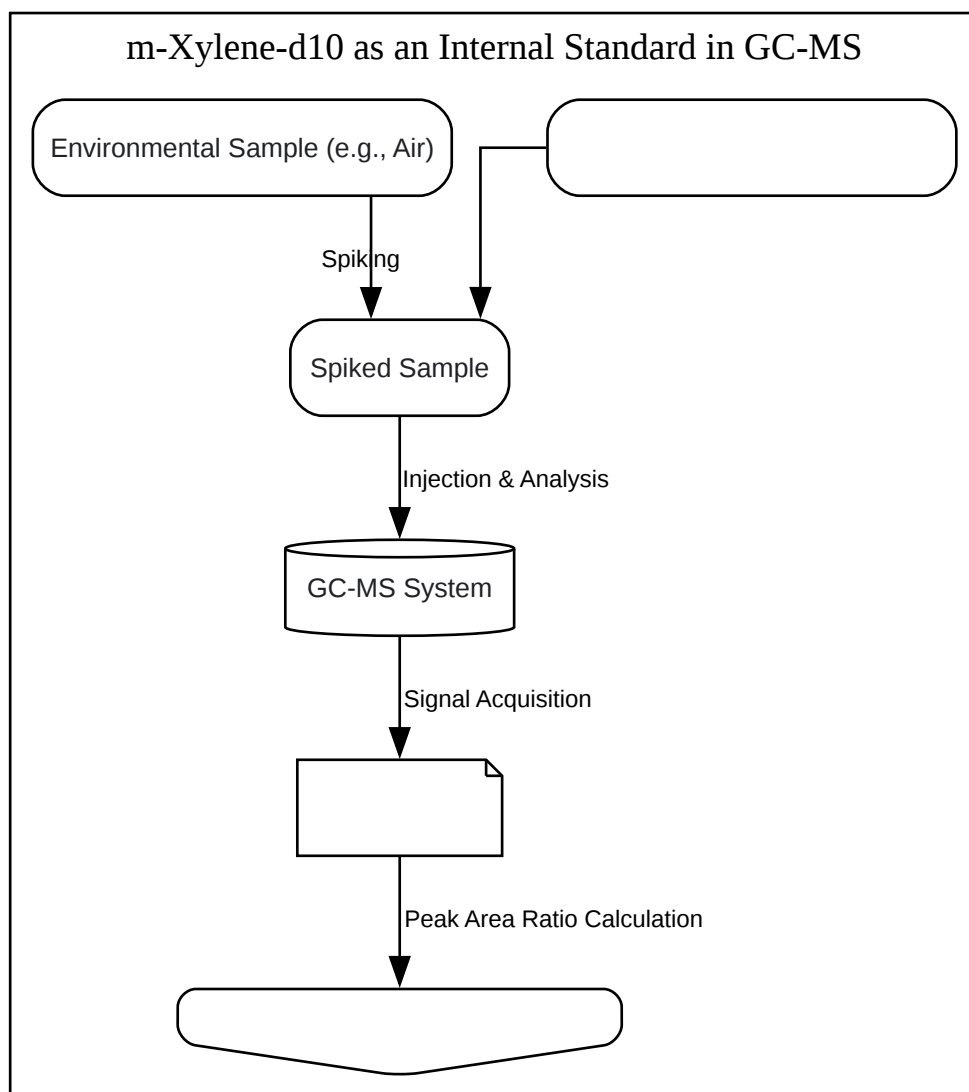 m-Xylene-d10 as an Internal Standard in GC-MS
Environmental Sample (e.g., Air)
Spiking
Spiked Sample
Injection & Analysis
GC-MS System
Signal Acquisition
Peak Area Ratio Calculation